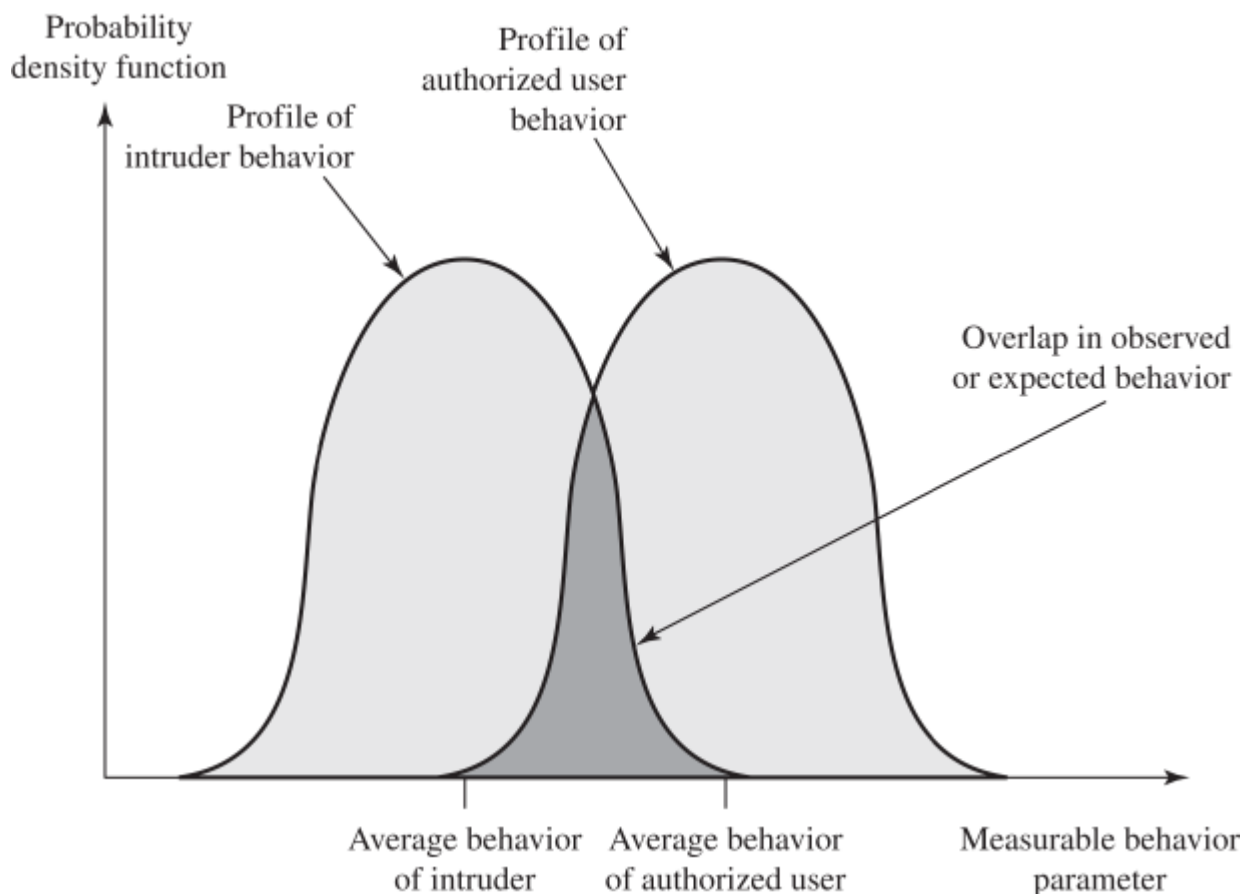 Probability
density function
Profile of
intruder behavior
Profile of
authorized user
behavior
Overlap in observed
or expected behavior
Average behavior
of intruder
Average behavior
of authorized user
Measurable behavior
parameter